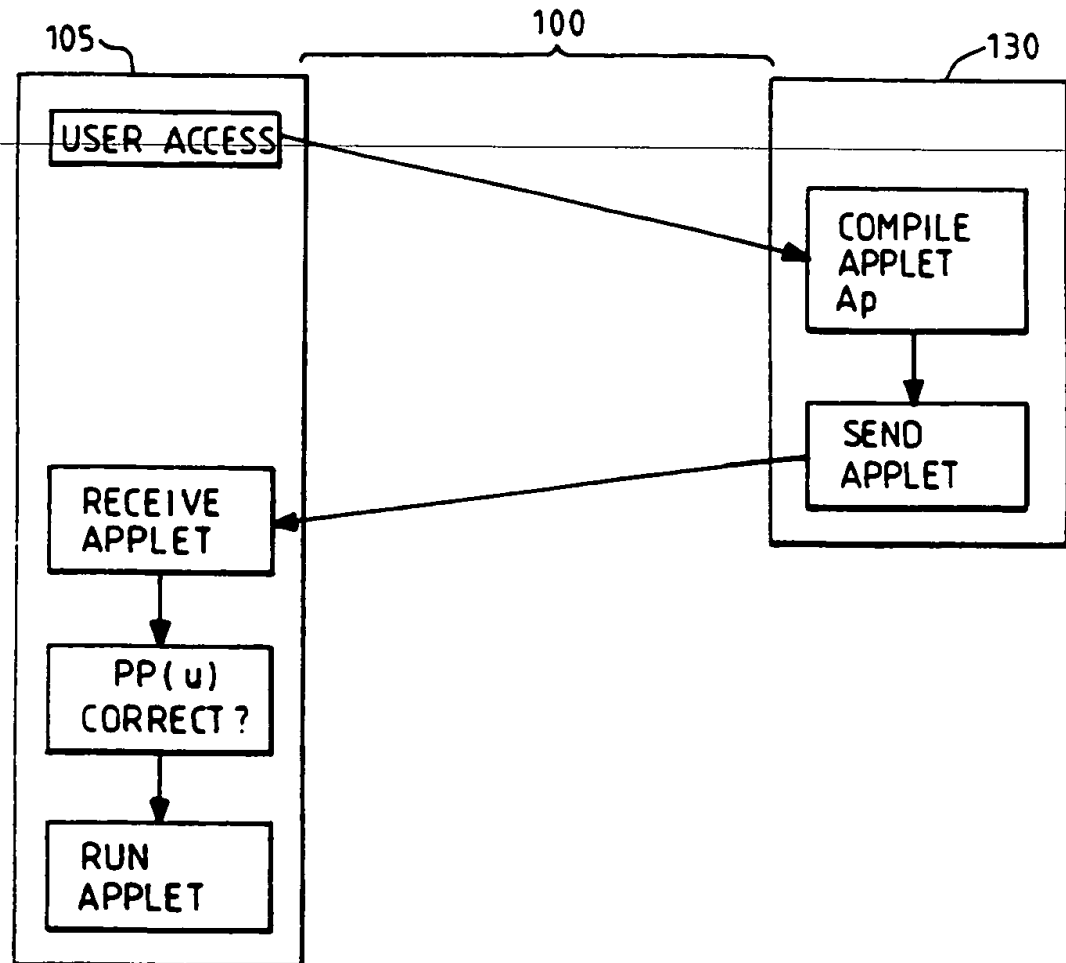 100
105
130
USER ACCESS
COMPILE
APPLET
Ap
SEND
APPLET
RECEIVE
APPLET
PP(u)
CORRECT?
RUN
APPLET